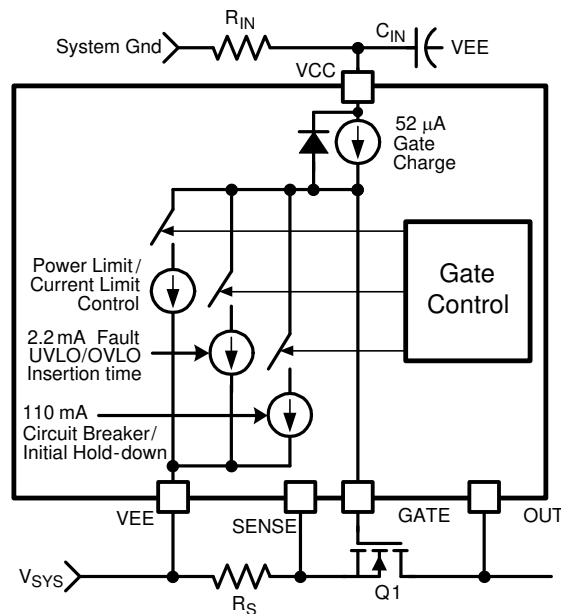 R_IN
System Gnd
C_IN
VEE
VCC
52 μA
Gate
Charge
Power Limit/
Current Limit
Control
Gate
Control
2.2 mA Fault
UVLO/OVLO
Insertion time
110 mA
Circuit Breaker/
Initial Hold-down
VEE
SENSE
GATE
OUT
V_SYS
R_S
Q1